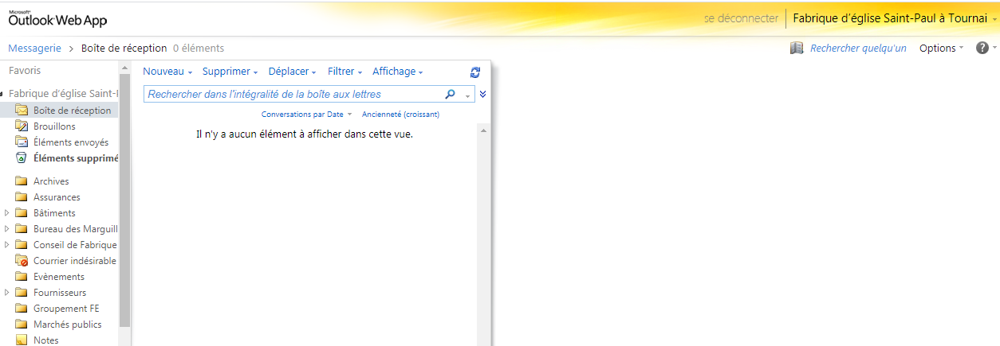 Microsoft®
Outlook Web App
se déconnecter
Fabrique d'église Saint-Paul à Tournai
Messagerie > Boîte de réception 0 éléments
Rechercher quelqu'un
Options
Favoris
Nouveau Supprimer Déplacer Filtrer Affichage
Fabrique d'église Saint-
Rechercher dans l'intégralité de la boîte aux lettres
Conversations par Date Ancienneté (croissant)
Il n'y a aucun élément à afficher dans cette vue.
Boîte de réception
Brouillons
Éléments envoyés
Éléments supprimé
Archives
Assurances
Bâtiments
Bureau des Marguill
Conseil de Fabrique
Courrier indésirable
Evènements
Fournisseurs
Groupement FE
Marchés publics
Notes